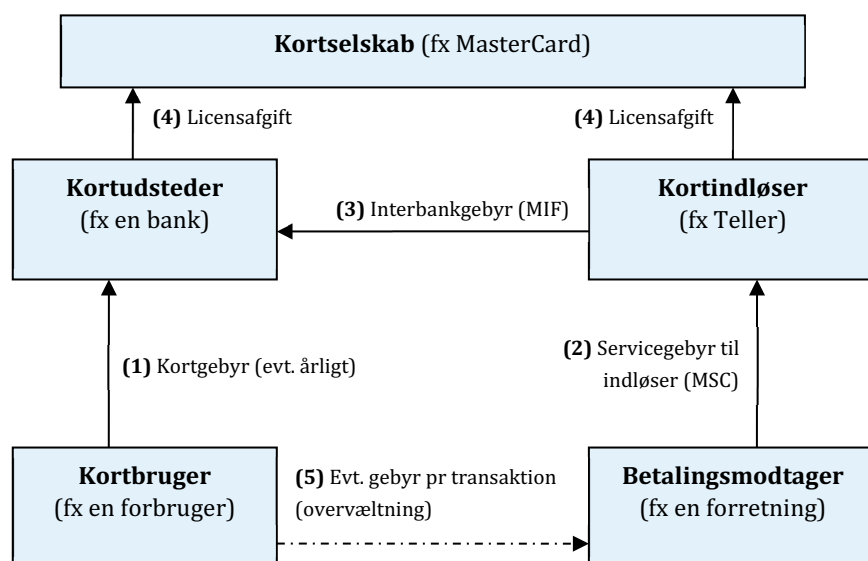 Kortselskab (fx MasterCard)
(4) Licensafgift
(4) Licensafgift
Kortudsteder
(fx en bank)
(3) Interbankgebyr (MIF)
Kortindløser
(fx Teller)
(1) Kortgebyr (evt. årligt)
(2) Servicegebyr til
indløser (MSC)
Kortbruger
(fx en forbruger)
(5) Evt. gebyr pr transaktion
(overvæltning)
Betalingsmodtager
(fx en forretning)